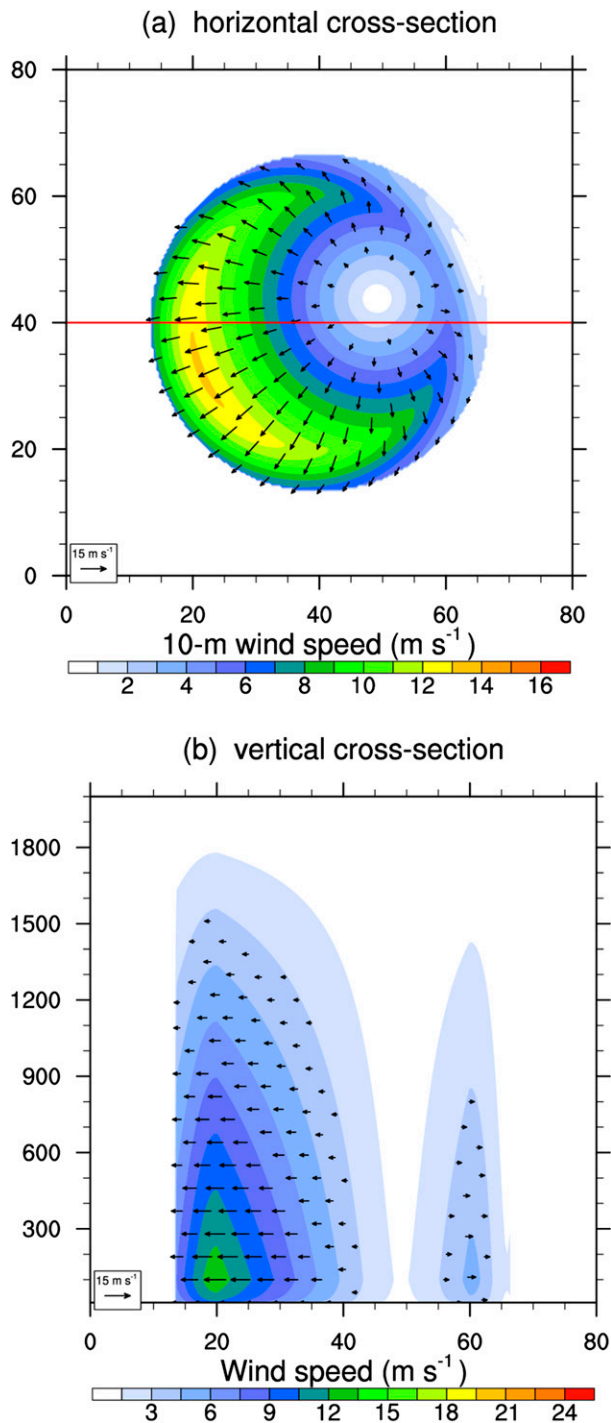 (a) horizontal cross-section
80
60
40
20
0
15 m s⁻¹
0 20 40 60 80
10-m wind speed (m s⁻¹)
2 4 6 8 10 12 14 16
(b) vertical cross-section
1800
1500
1200
900
600
300
15 m s⁻¹
0 20 40 60 80
Wind speed (m s⁻¹)
3 6 9 12 15 18 21 24